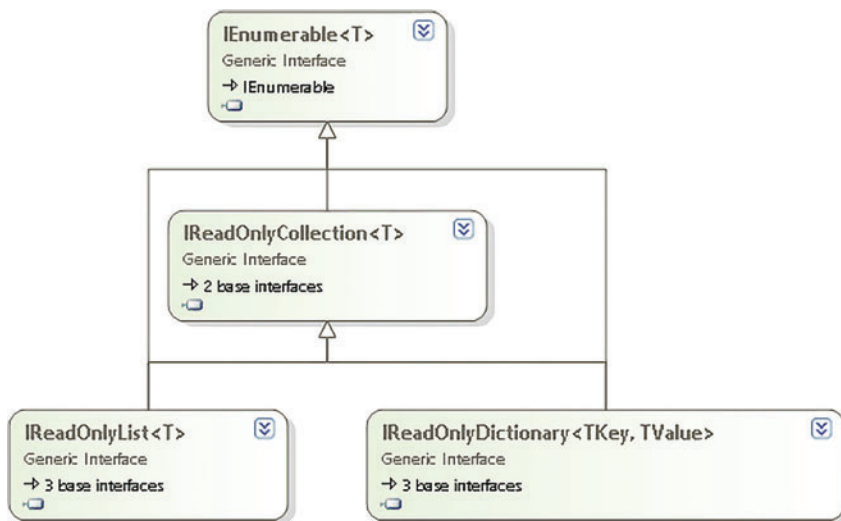 IEnumerable<T>
Generic Interface
IEnumerable
IReadOnlyCollection<T>
Generic Interface
2 base interfaces
IReadOnlyList<T>
Generic Interface
3 base interfaces
IReadOnlyDictionary<TKey, TValue>
Generic Interface
3 base interfaces